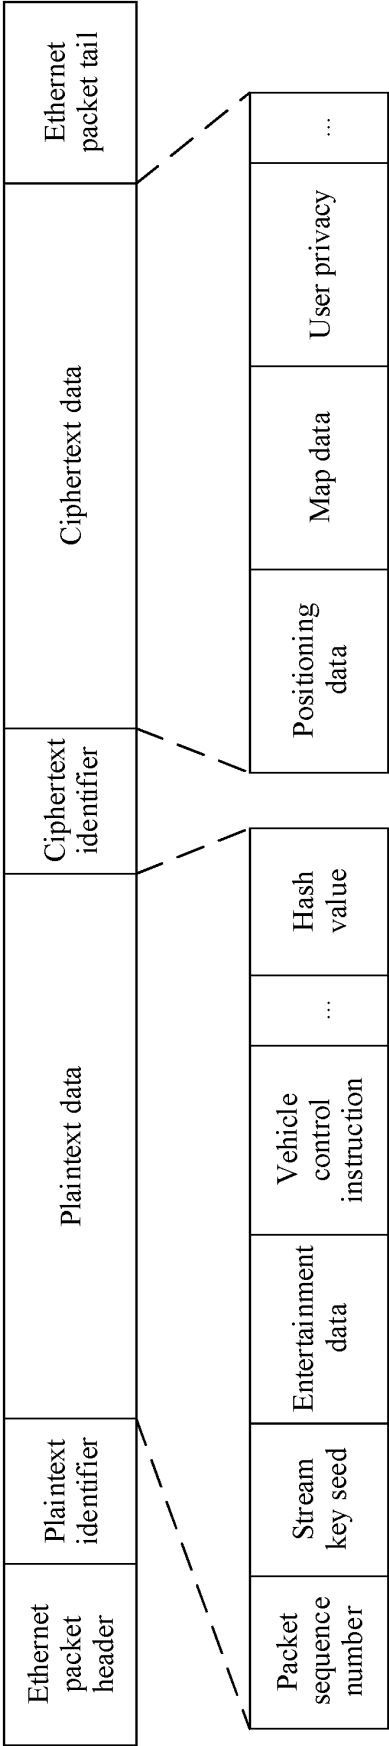 Ethernet
packet
header
Plaintext
identifier
Plaintext data
Ciphertext
identifier
Ciphertext data
Ethernet
packet tail
Packet
sequence
number
Stream
key seed
Entertainment
data
Vehicle
control
instruction
...
Hash
value
Positioning
data
Map data
User privacy
...